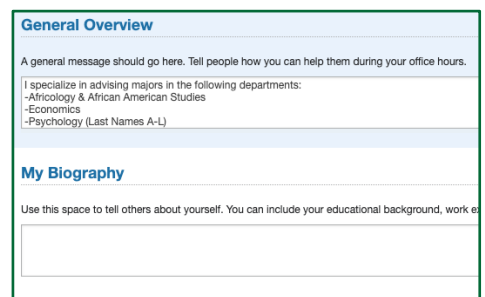 General Overview
A general message should go here. Tell people how you can help them during your office hours.
I specialize in advising majors in the following departments:
-Africology & African American Studies
-Economics
-Psychology (Last Names A-L)
My Biography
Use this space to tell others about yourself. You can include your educational background, work